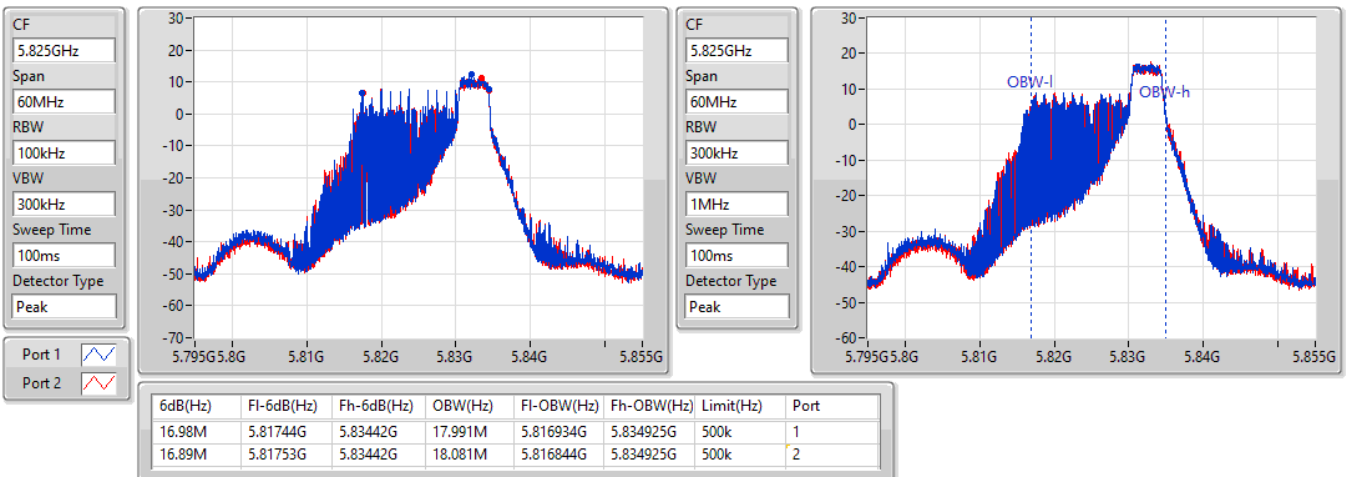 CF
5.825GHz
Span
60MHz
RBW
100kHz
VBW
300kHz
Sweep Time
100ms
Detector Type
Peak
30
20
10
0
-10
-20
-30
-40
-50
-60
-70
5.795G 5.8G 5.81G 5.82G 5.83G 5.84G 5.855G
CF
5.825GHz
Span
60MHz
RBW
300kHz
VBW
1MHz
Sweep Time
100ms
Detector Type
Peak
30
20
10
0
-10
-20
-30
-40
-50
-60
OBW-l
OBW-h
5.795G 5.8G 5.81G 5.82G 5.83G 5.84G 5.855G
Port 1
Port 2
6dB(Hz) Fl-6dB(Hz) Fh-6dB(Hz) OBW(Hz) Fl-OBW(Hz) Fh-OBW(Hz) Limit(Hz) Port
16.98M 5.81744G 5.83442G 17.991M 5.816934G 5.834925G 500k 1
16.89M 5.81753G 5.83442G 18.081M 5.816844G 5.834925G 500k 2